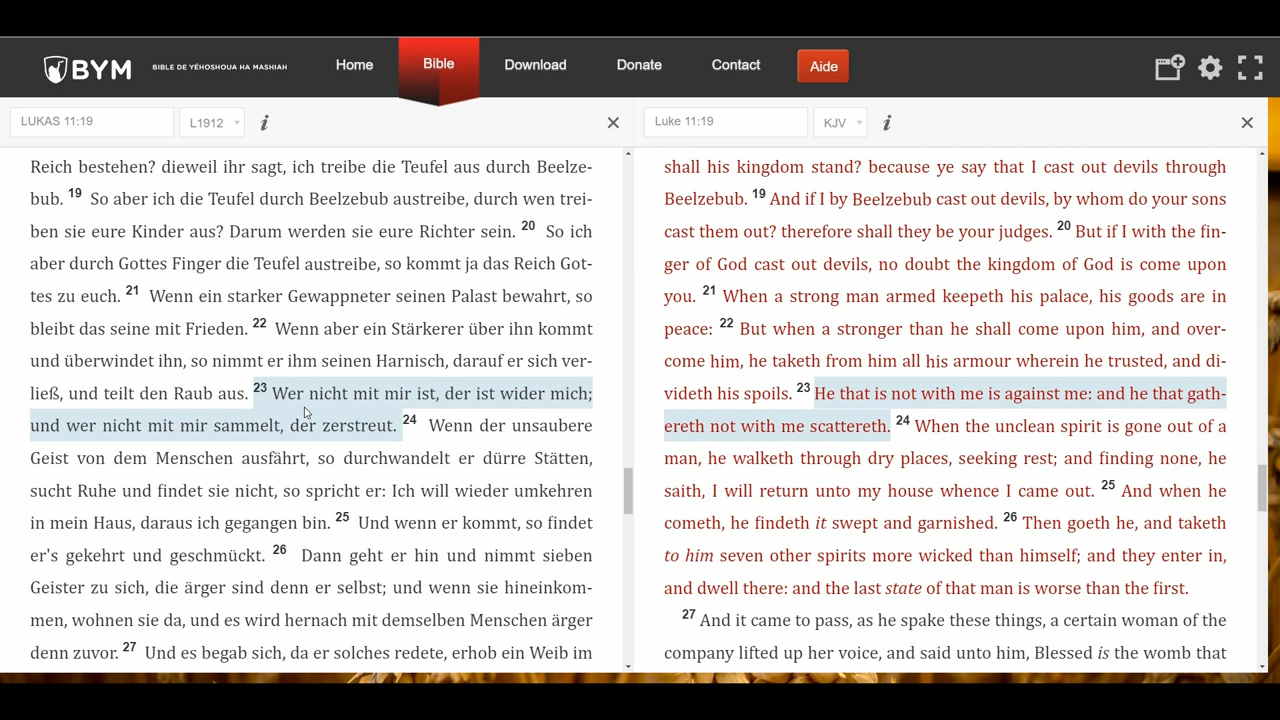 BYM
BIBLE DE YÉHOSHOUA HA MASHIAH
Home
Bible
Download
Donate
Contact
Aide
LUKAS 11:19
L1912
i
Reich bestehen? dieweil ihr sagt, ich treibe die Teufel aus durch Beelze-
bub. 19 So aber ich die Teufel durch Beelzebub austreibe, durch wen trei-
ben sie eure Kinder aus? Darum werden sie eure Richter sein. 20 So ich
aber durch Gottes Finger die Teufel austreibe, so kommt ja das Reich Got-
tes zu euch. 21 Wenn ein starker Gewappneter seinen Palast bewahrt, so
bleibt das seine mit Frieden. 22 Wenn aber ein Stärkerer über ihn kommt
und überwindet ihn, so nimmt er ihm seinen Harnisch, darauf er sich ver-
ließ, und teilt den Raub aus. 23 Wer nicht mit mir ist, der ist wider mich;
und wer nicht mit mir sammelt, der zerstreut. 24 Wenn der unsaubere
Geist von dem Menschen ausfährt, so durchwandelt er dürre Stätten,
sucht Ruhe und findet sie nicht, so spricht er: Ich will wieder umkehren
in mein Haus, daraus ich gegangen bin. 25 Und wenn er kommt, so findet
er's gekehrt und geschmückt. 26 Dann geht er hin und nimmt sieben
Geister zu sich, die ärger sind denn er selbst; und wenn sie hineinkom-
men, wohnen sie da, und es wird hernach mit demselben Menschen ärger
denn zuvor. 27 Und es begab sich, da er solches redete, erhob ein Weib im
Luke 11:19
KJV
i
shall his kingdom stand? because ye say that I cast out devils through
Beelzebub. 19 And if I by Beelzebub cast out devils, by whom do your sons
cast them out? therefore shall they be your judges. 20 But if I with the fin-
ger of God cast out devils, no doubt the kingdom of God is come upon
you. 21 When a strong man armed keepeth his palace, his goods are in
peace: 22 But when a stronger than he shall come upon him, and over-
come him, he taketh from him all his armour wherein he trusted, and di-
videth his spoils. 23 He that is not with me is against me: and he that gath-
ereth not with me scattereth. 24 When the unclean spirit is gone out of a
man, he walketh through dry places, seeking rest; and finding none, he
saith, I will return unto my house whence I came out. 25 And when he
cometh, he findeth it swept and garnished. 26 Then goeth he, and taketh
to him seven other spirits more wicked than himself; and they enter in,
and dwell there: and the last state of that man is worse than the first.
27 And it came to pass, as he spake these things, a certain woman of the
company lifted up her voice, and said unto him, Blessed is the womb that